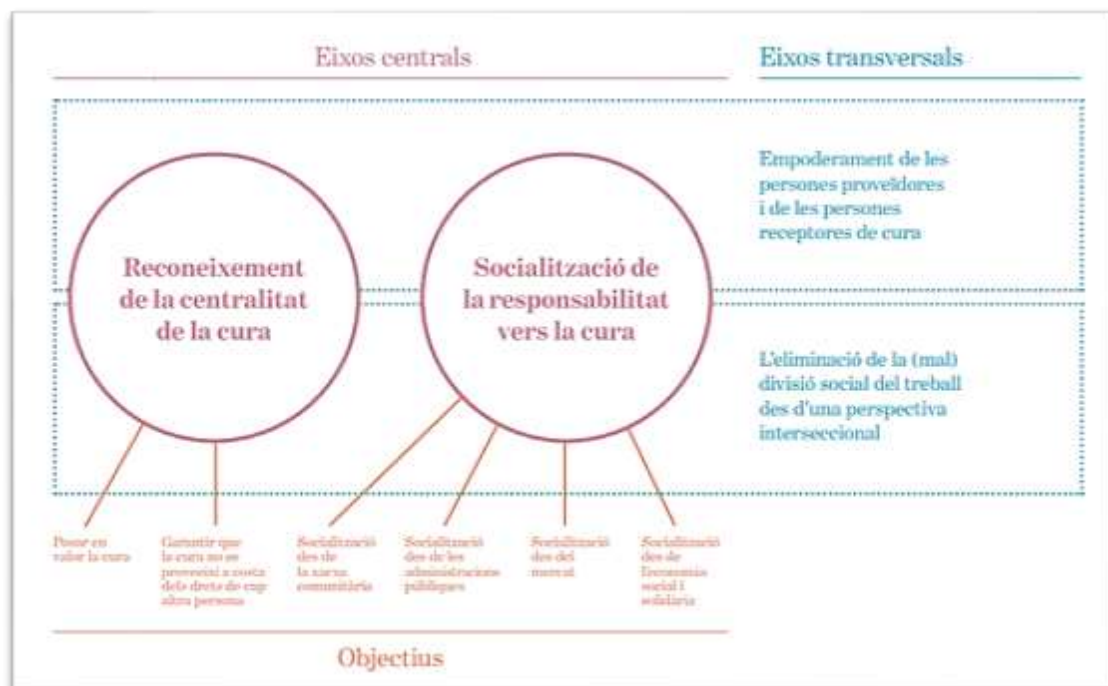 Eixos centrals
Eixos transversals
Empoderament de les
persones proveïdores
i de les persones
receptores de cura
Reconeixement
de la centralitat
de la cura
Socialització de
la responsabilitat
vers la cura
L'eliminació de la (mal)
divisió social del treball
des d'una perspectiva
interseccional
Posar en
valor la cura
Garantir que
la cura no se
proveeixi a costa
dels drets de cap
altra persona
Socialització
des de
la xarxa
comunitària
Socialització
des de les
administracions
públiques
Socialització
des del
mercat
Socialització
des de
l'economia
social i
solidària
Objectius